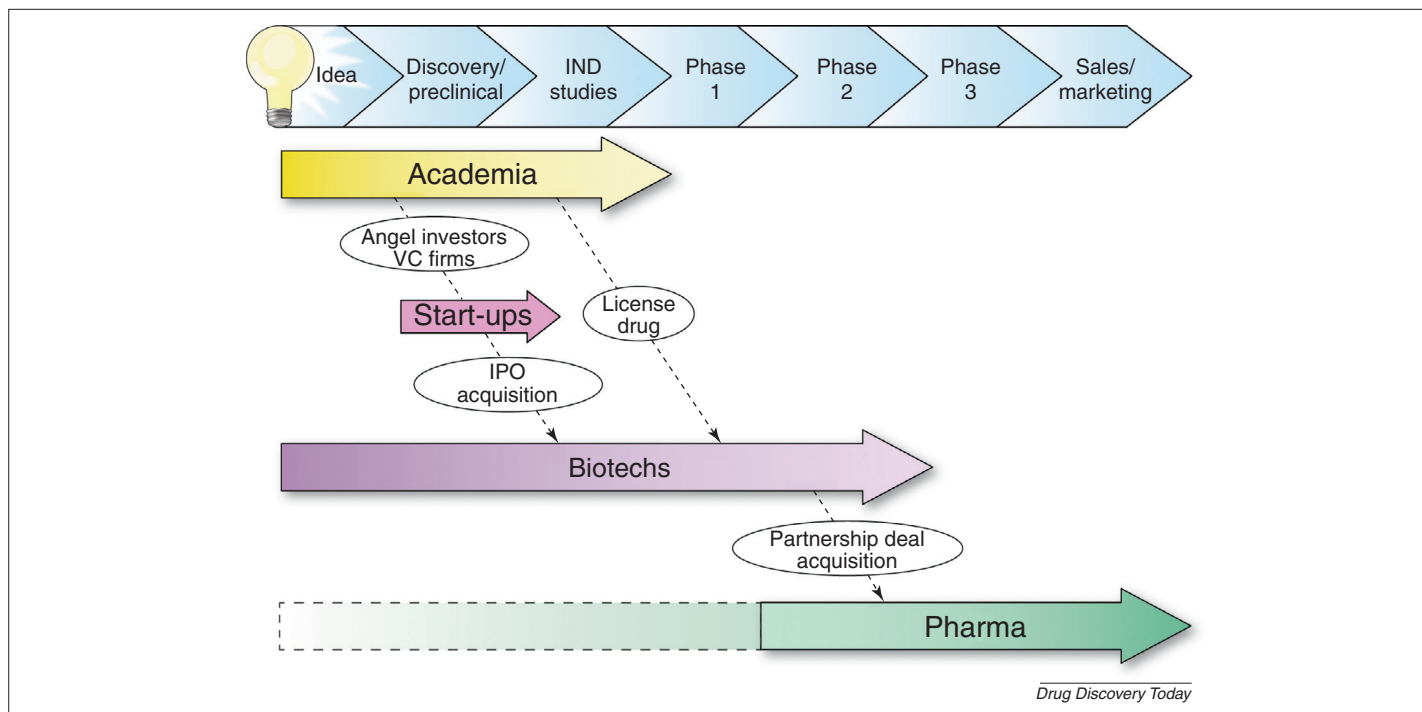 Idea
Discovery/
preclinical
IND
studies
Phase
1
Phase
2
Phase
3
Sales/
marketing
Academia
Angel investors
VC firms
Start-ups
License
drug
IPO
acquisition
Biotechs
Partnership deal
acquisition
Pharma
Drug Discovery Today